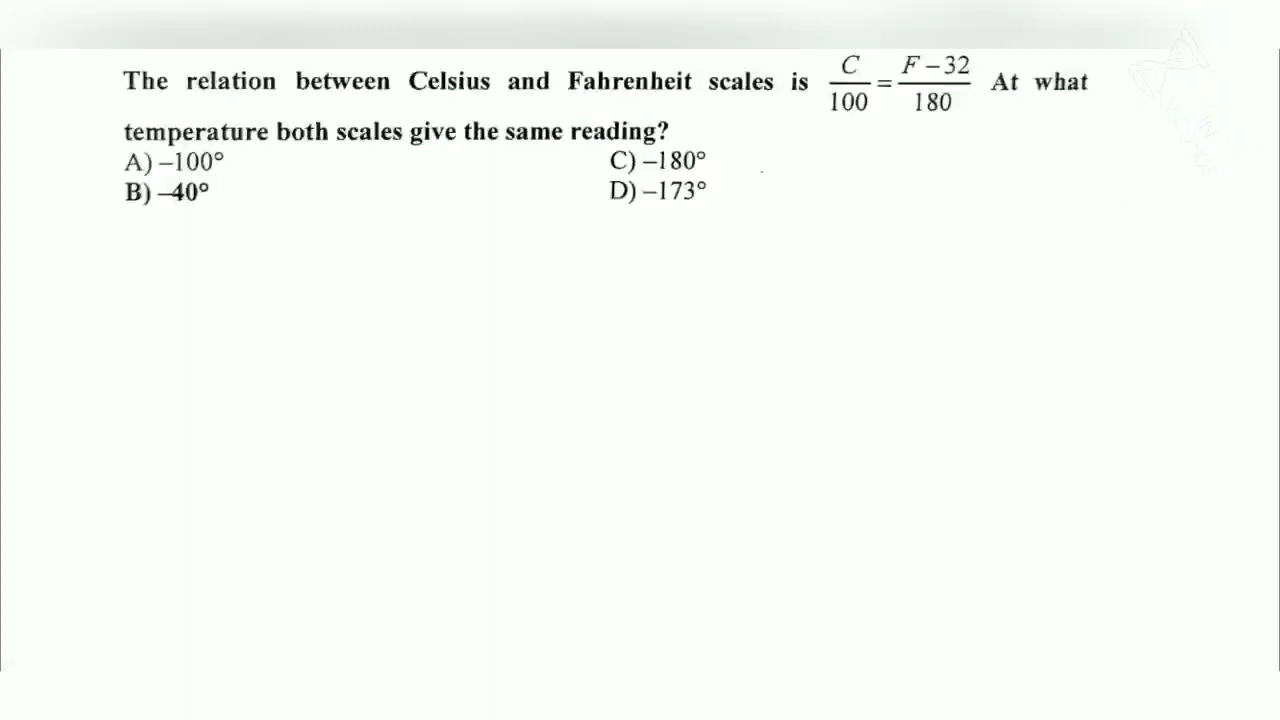 The relation between Celsius and Fahrenheit scales is C/100 = F – 32/180 At what
temperature both scales give the same reading?
A) –100° C) –180°
B) –40° D) –173°